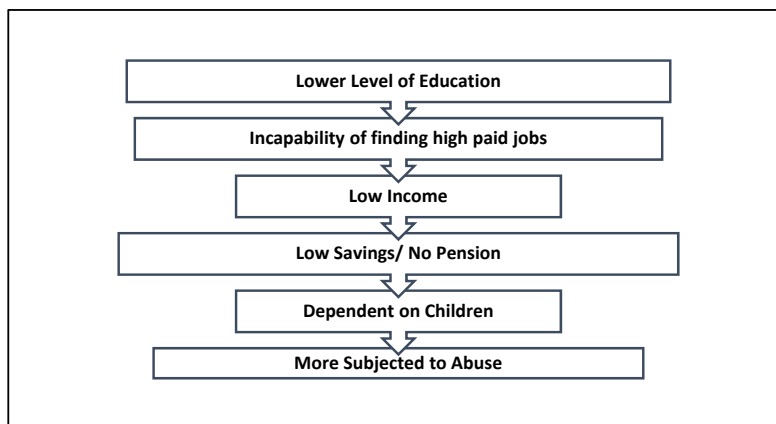 Lower Level of Education
Incapability of finding high paid jobs
Low Income
Low Savings/ No Pension
Dependent on Children
More Subjected to Abuse